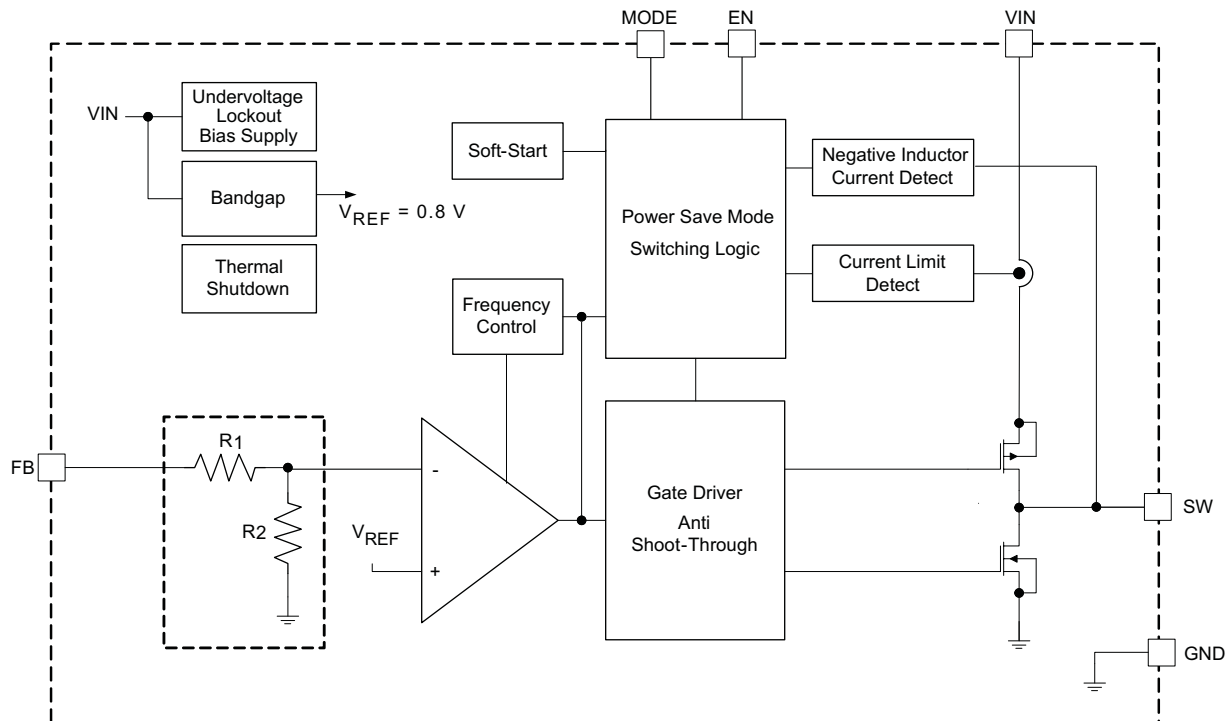 MODE
EN
VIN
VIN
Undervoltage
Lockout
Bias Supply
Bandgap
VREF = 0.8 V
Thermal
Shutdown
Soft-Start
Power Save Mode
Switching Logic
Negative Inductor
Current Detect
Current Limit
Detect
Frequency
Control
FB
R1
R2
VREF
-
+
Gate Driver
Anti
Shoot-Through
SW
GND